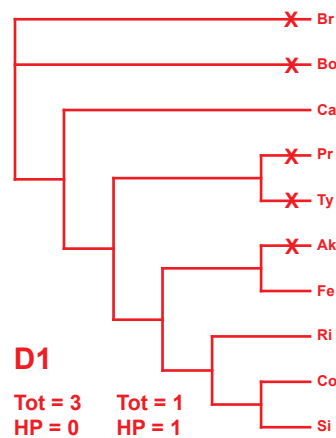 X Br
X Bo
Ca
X Pr
X Ty
X Ak
Fe
Ri
Co
Si
D1
Tot = 3 Tot = 1
HP = 0 HP = 1